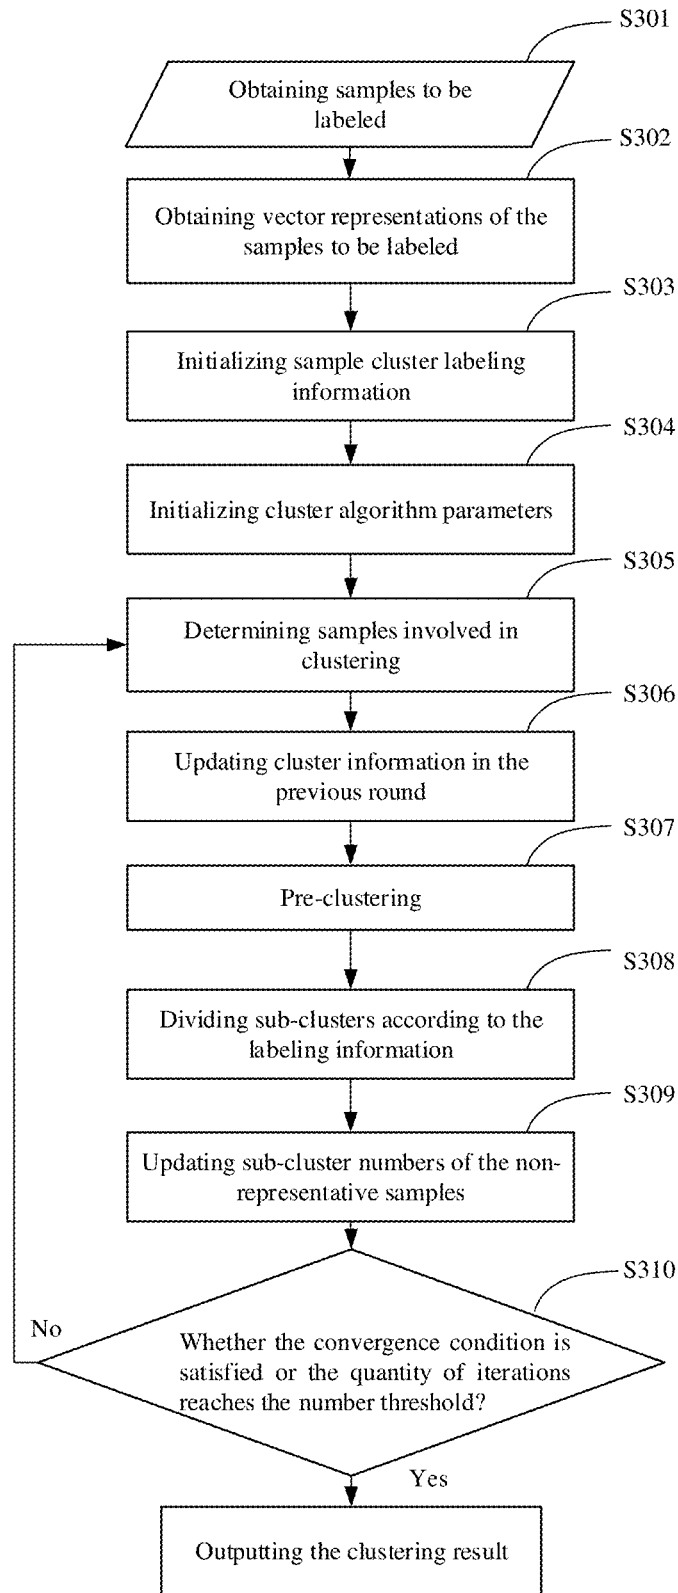 S301
Obtaining samples to be
labeled
S302
Obtaining vector representations of the
samples to be labeled
S303
Initializing sample cluster labeling
information
S304
Initializing cluster algorithm parameters
S305
Determining samples involved in
clustering
S306
Updating cluster information in the
previous round
S307
Pre-clustering
S308
Dividing sub-clusters according to the
labeling information
S309
Updating sub-cluster numbers of the non-
representative samples
S310
No
Whether the convergence condition is
satisfied or the quantity of iterations
reaches the number threshold?
Yes
Outputting the clustering result